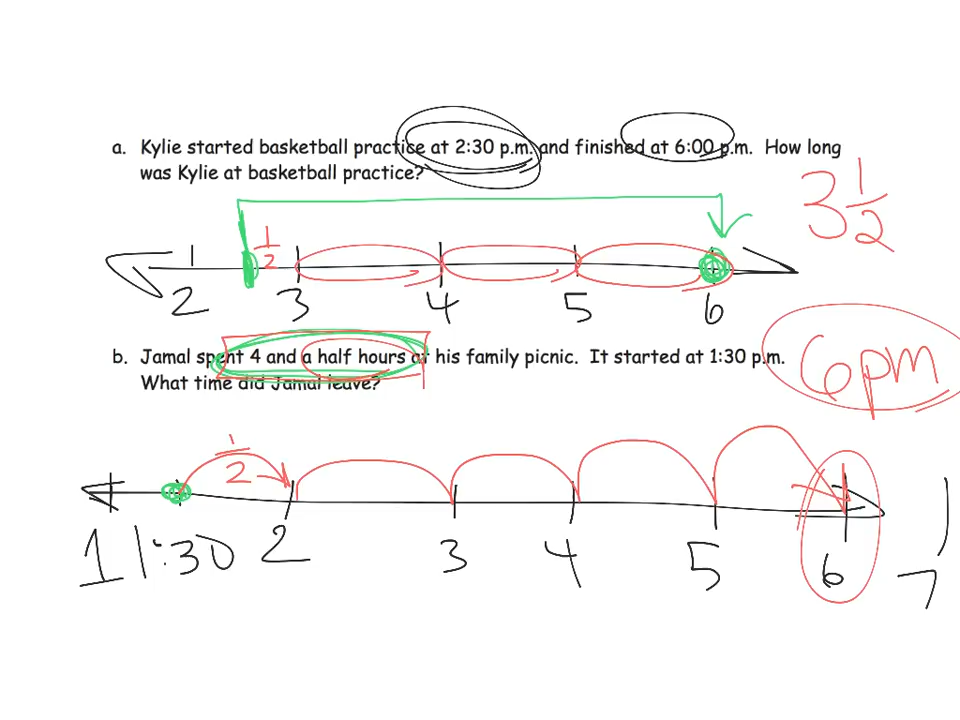 a. Kylie started basketball practice at 2:30 p.m. and finished at 6:00 p.m. How long
was Kylie at basketball practice?
3 1/2
1/2
2 3 4 5 6
b. Jamal spent 4 and a half hours at his family picnic. It started at 1:30 p.m.
What time did Jamal leave?
6pm
1/2
1 1:30 2 3 4 5 6 7